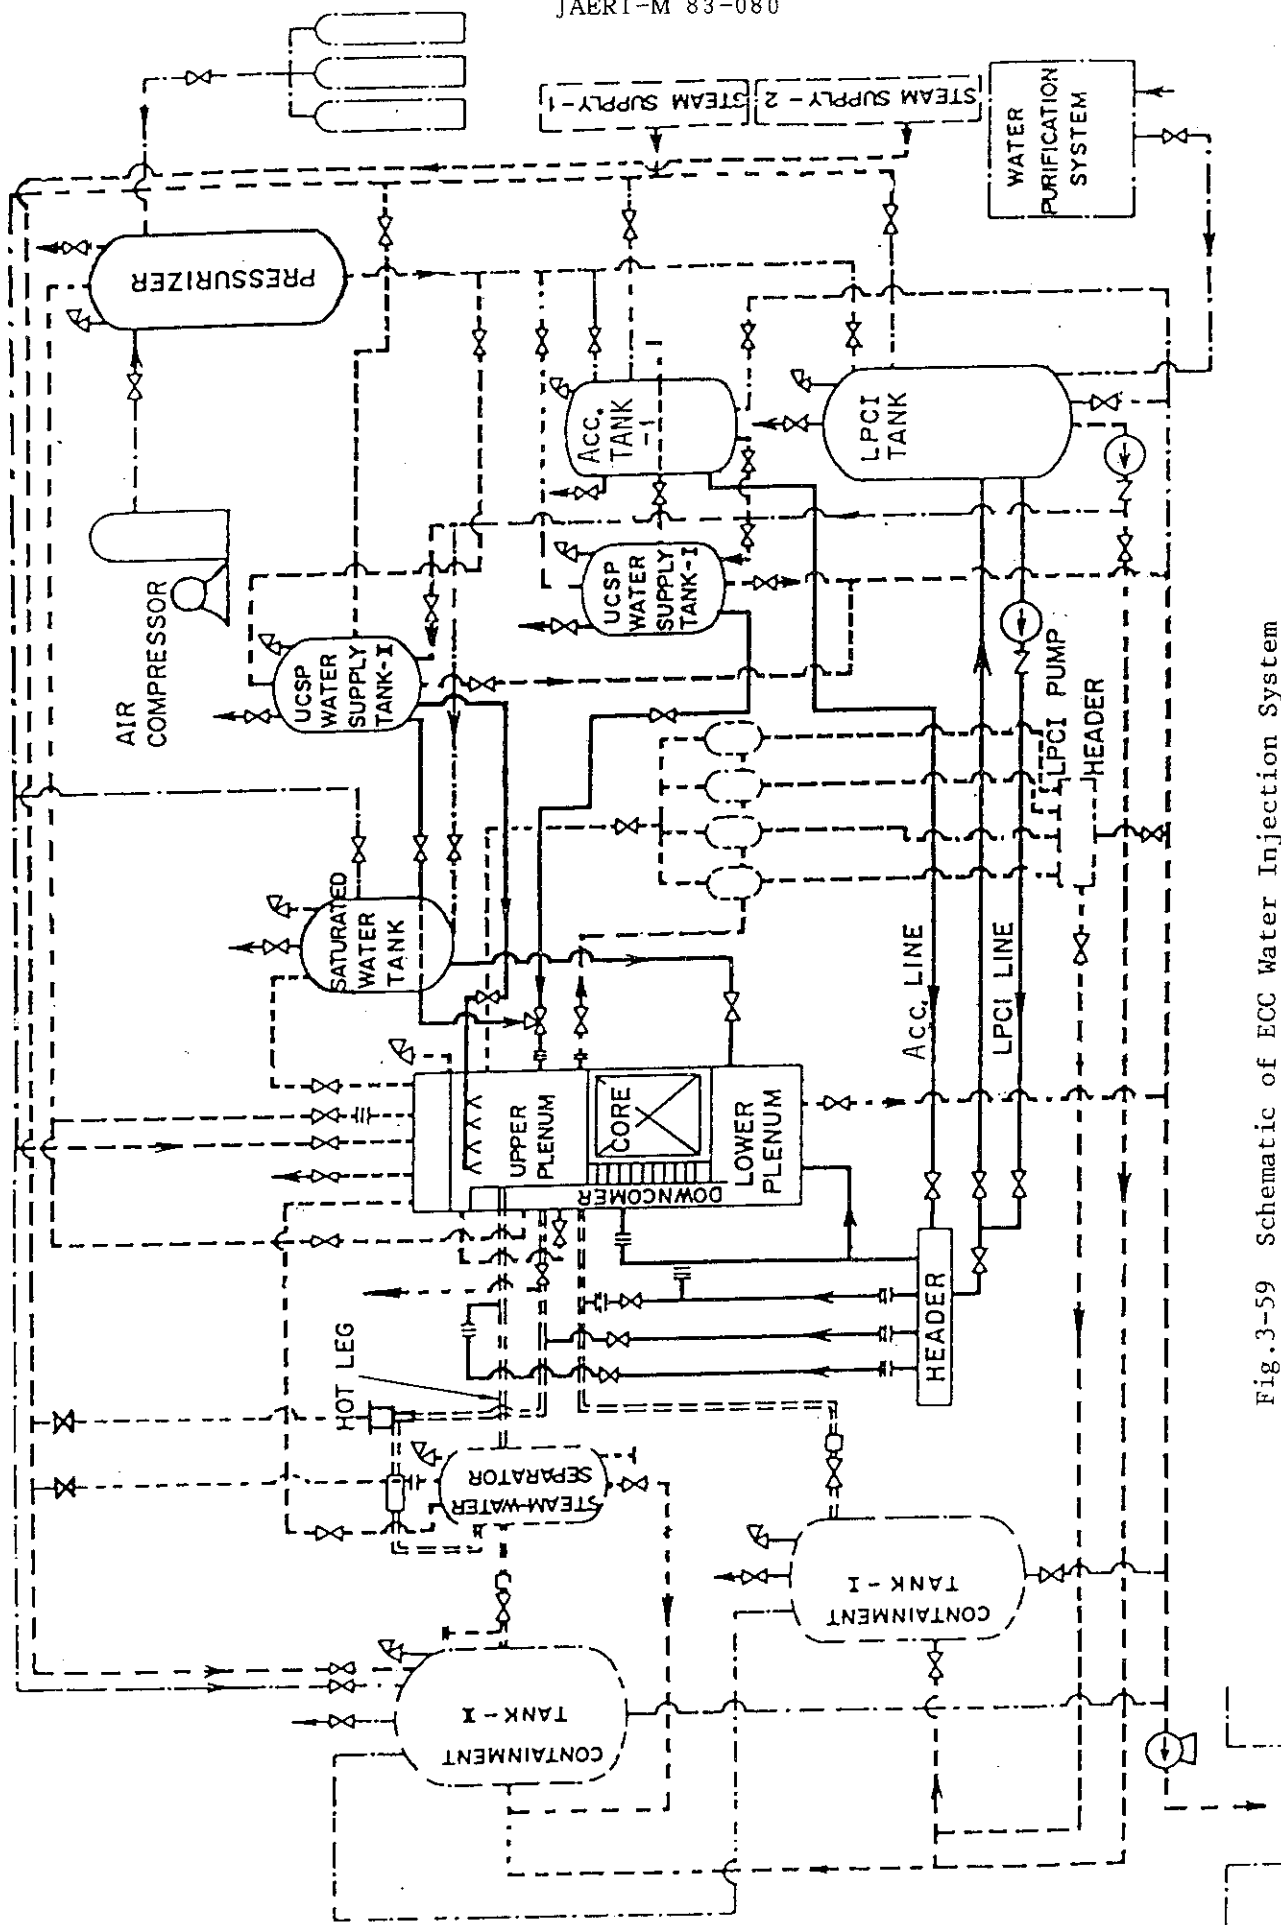 JAERI-M 83-080
STEAM SUPPLY-1
STEAM SUPPLY-2
WATER
PURIFICATION
SYSTEM
PRESSURIZER
AIR
COMPRESSOR
ACC.
TANK
-1
LPCI
TANK
UCSP
WATER
SUPPLY
TANK-II
UCSP
WATER
SUPPLY
TANK-I
LPCI PUMP
HEADER
SATURATED
WATER
TANK
ACC. LINE
LPCI LINE
UPPER
PLENUM
CORE
DOWNCOMER
LOWER
PLENUM
HOT LEG
HEADER
STEAM-WATER
SEPARATOR
CONTAINMENT
TANK-II
CONTAINMENT
TANK-I
Fig.3-59 Schematic of ECC Water Injection System